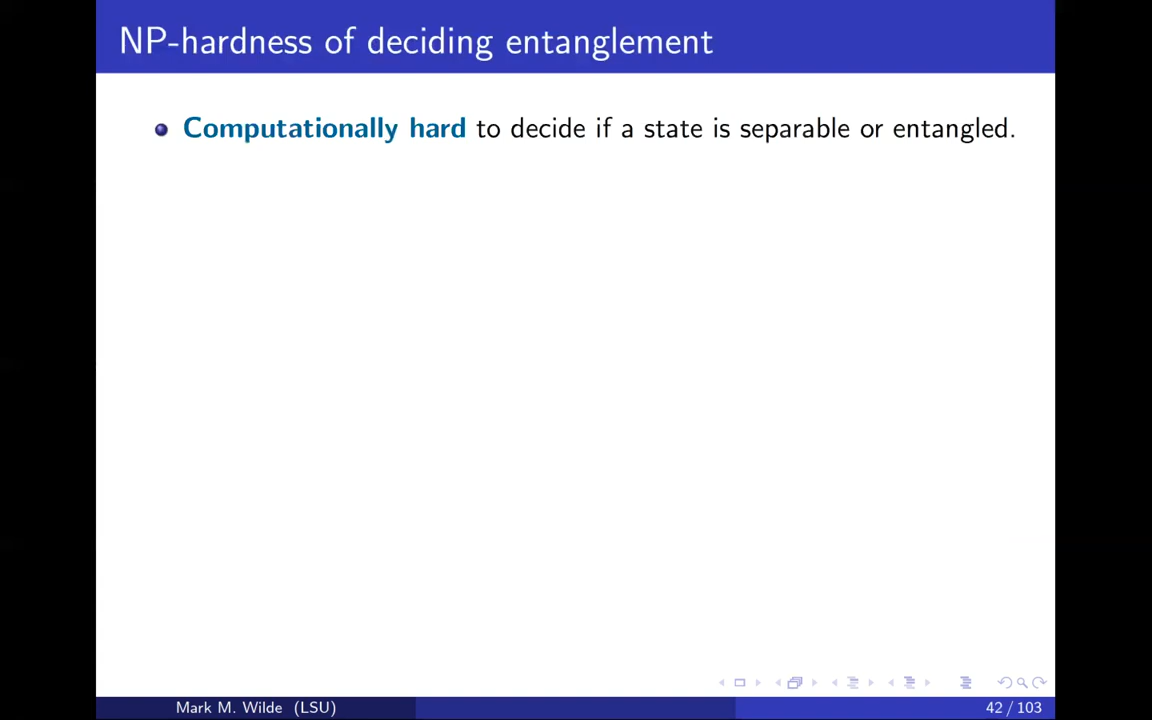 NP-hardness of deciding entanglement
Computationally hard to decide if a state is separable or entangled.
Mark M. Wilde (LSU)
42 / 103